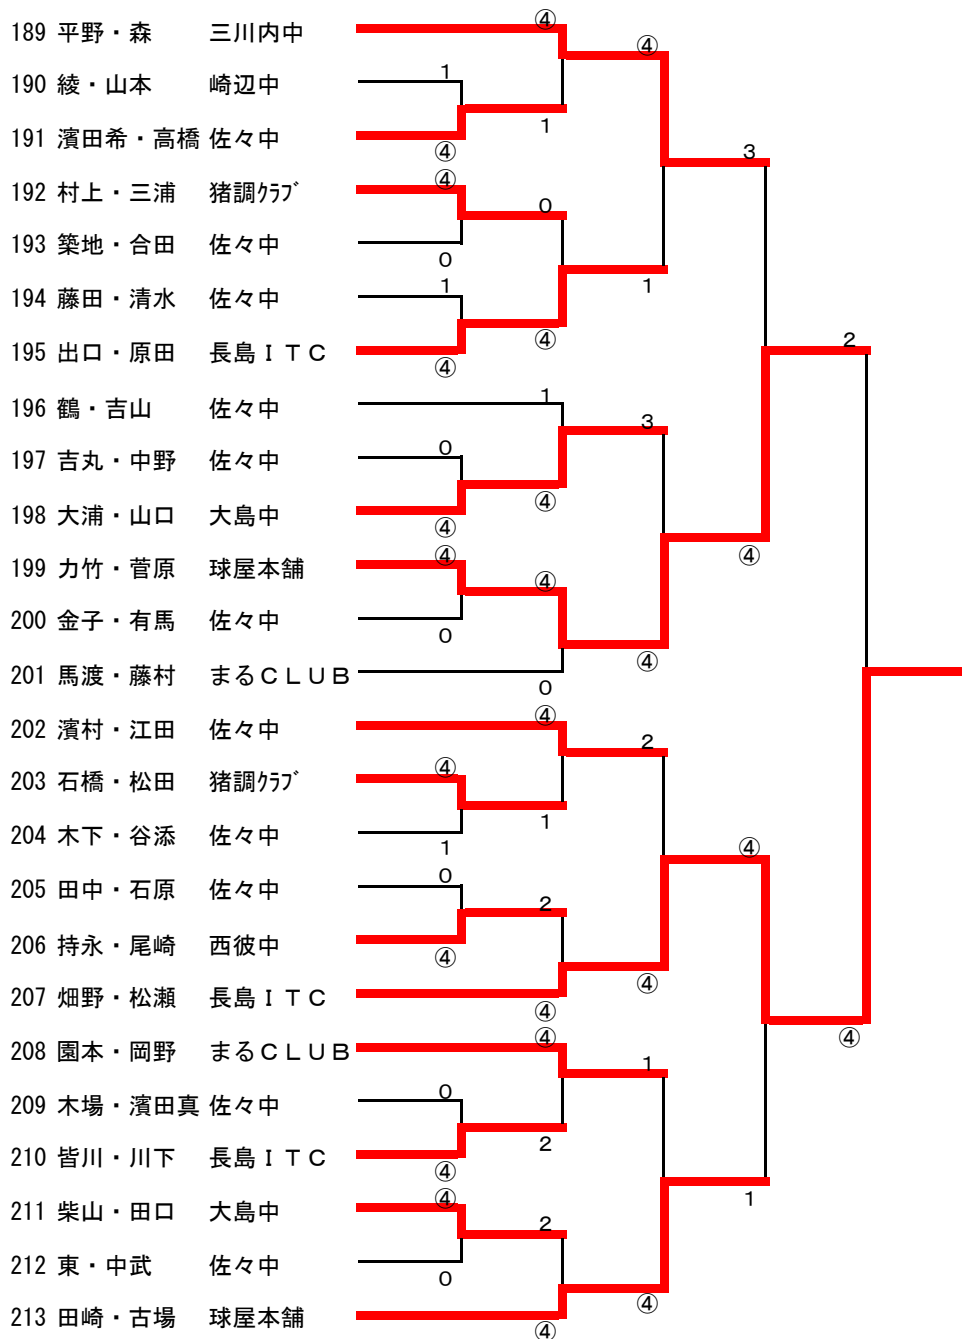 189 平野・森 三川内中
190 綾・山本 崎辺中
191 濱田希・高橋 佐々中
192 村上・三浦 猪調ｸﾗﾌﾞ
193 築地・合田 佐々中
194 藤田・清水 佐々中
195 出口・原田 長島ＩＴＣ
196 鶴・吉山 佐々中
197 吉丸・中野 佐々中
198 大浦・山口 大島中
199 力竹・菅原 球屋本舗
200 金子・有馬 佐々中
201 馬渡・藤村 まるＣＬＵＢ
202 濱村・江田 佐々中
203 石橋・松田 猪調ｸﾗﾌﾞ
204 木下・谷添 佐々中
205 田中・石原 佐々中
206 持永・尾崎 西彼中
207 畑野・松瀬 長島ＩＴＣ
208 園本・岡野 まるＣＬＵＢ
209 木場・濱田真 佐々中
210 皆川・川下 長島ＩＴＣ
211 柴山・田口 大島中
212 東・中武 佐々中
213 田崎・古場 球屋本舗
1
④
④
0
1
④
0
④
④
0
④
1
0
④
0
④
④
0
④
1
0
④
1
④
④
0
④
1
2
④
④
2
2
④
④
1
3
④
2
④
1
④
3
④
④
1
2
④